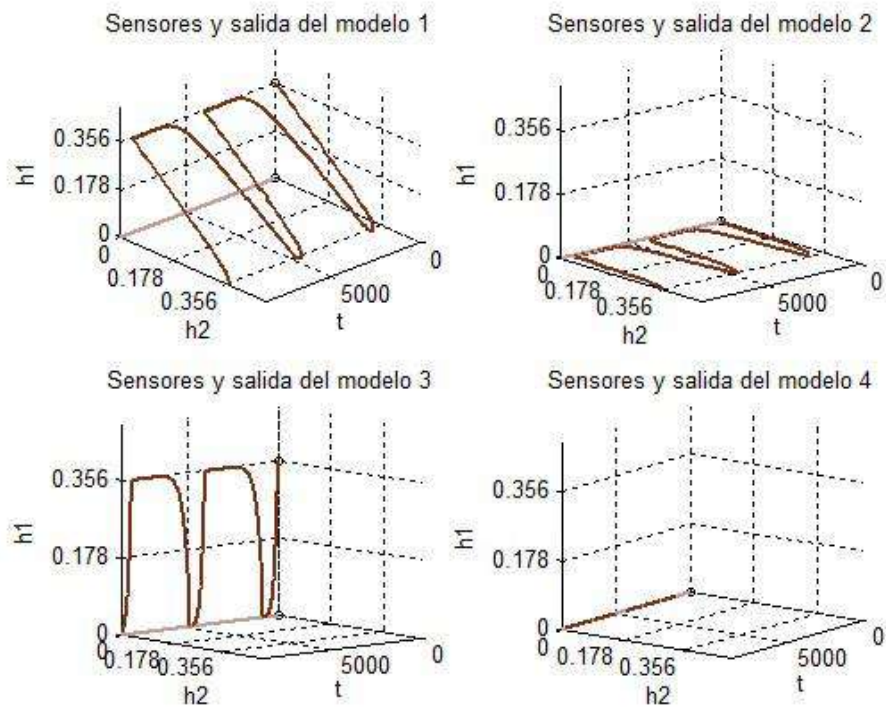 Sensores y salida del modelo 1
0.356
0.178
0
h1
0
0.178
0.356
h2
5000
0
t
Sensores y salida del modelo 2
0.356
0.178
0
h1
0
0.178
0.356
h2
5000
0
t
Sensores y salida del modelo 3
0.356
0.178
0
h1
0
0.178
0.356
h2
5000
0
t
Sensores y salida del modelo 4
0.356
0.178
0
h1
0
0.178
0.356
h2
5000
0
t